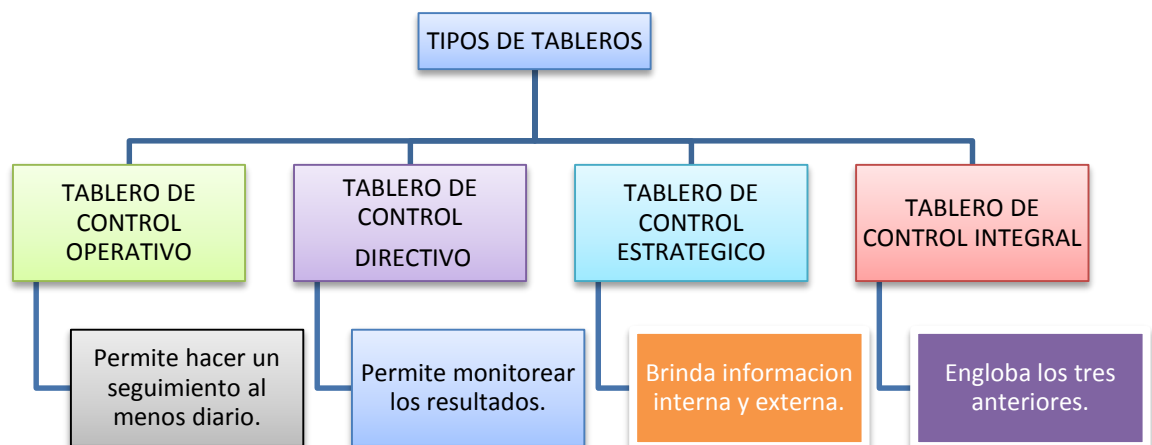 TIPOS DE TABLEROS
TABLERO DE
CONTROL
OPERATIVO
TABLERO DE
CONTROL
DIRECTIVO
TABLERO DE
CONTROL
ESTRATEGICO
TABLERO DE
CONTROL INTEGRAL
Permite hacer un
seguimiento al
menos diario.
Permite monitorear
los resultados.
Brinda informacion
interna y externa.
Engloba los tres
anteriores.